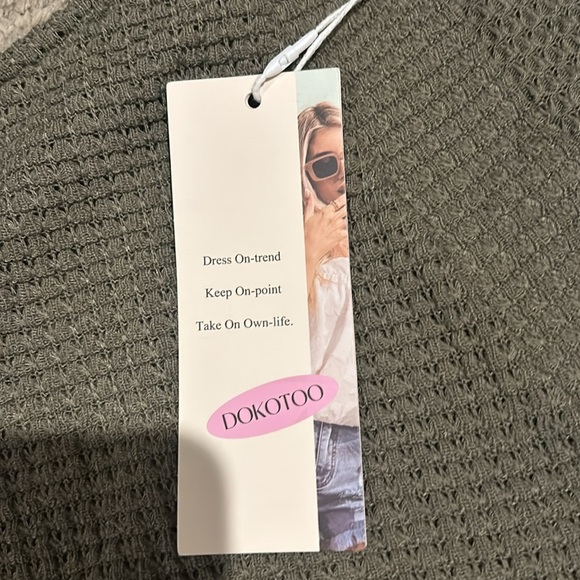 Dress On-trend
Keep On-point
Take On Own-life.
DOKOTOO